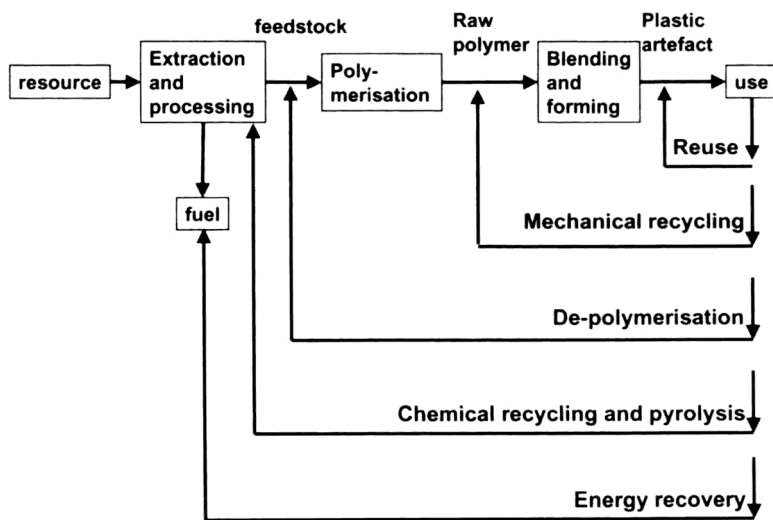 feedstock
Raw
polymer
Plastic
artefact
resource
Extraction
and
processing
Poly-
merisation
Blending
and
forming
use
Reuse
fuel
Mechanical recycling
De-polymerisation
Chemical recycling and pyrolysis
Energy recovery